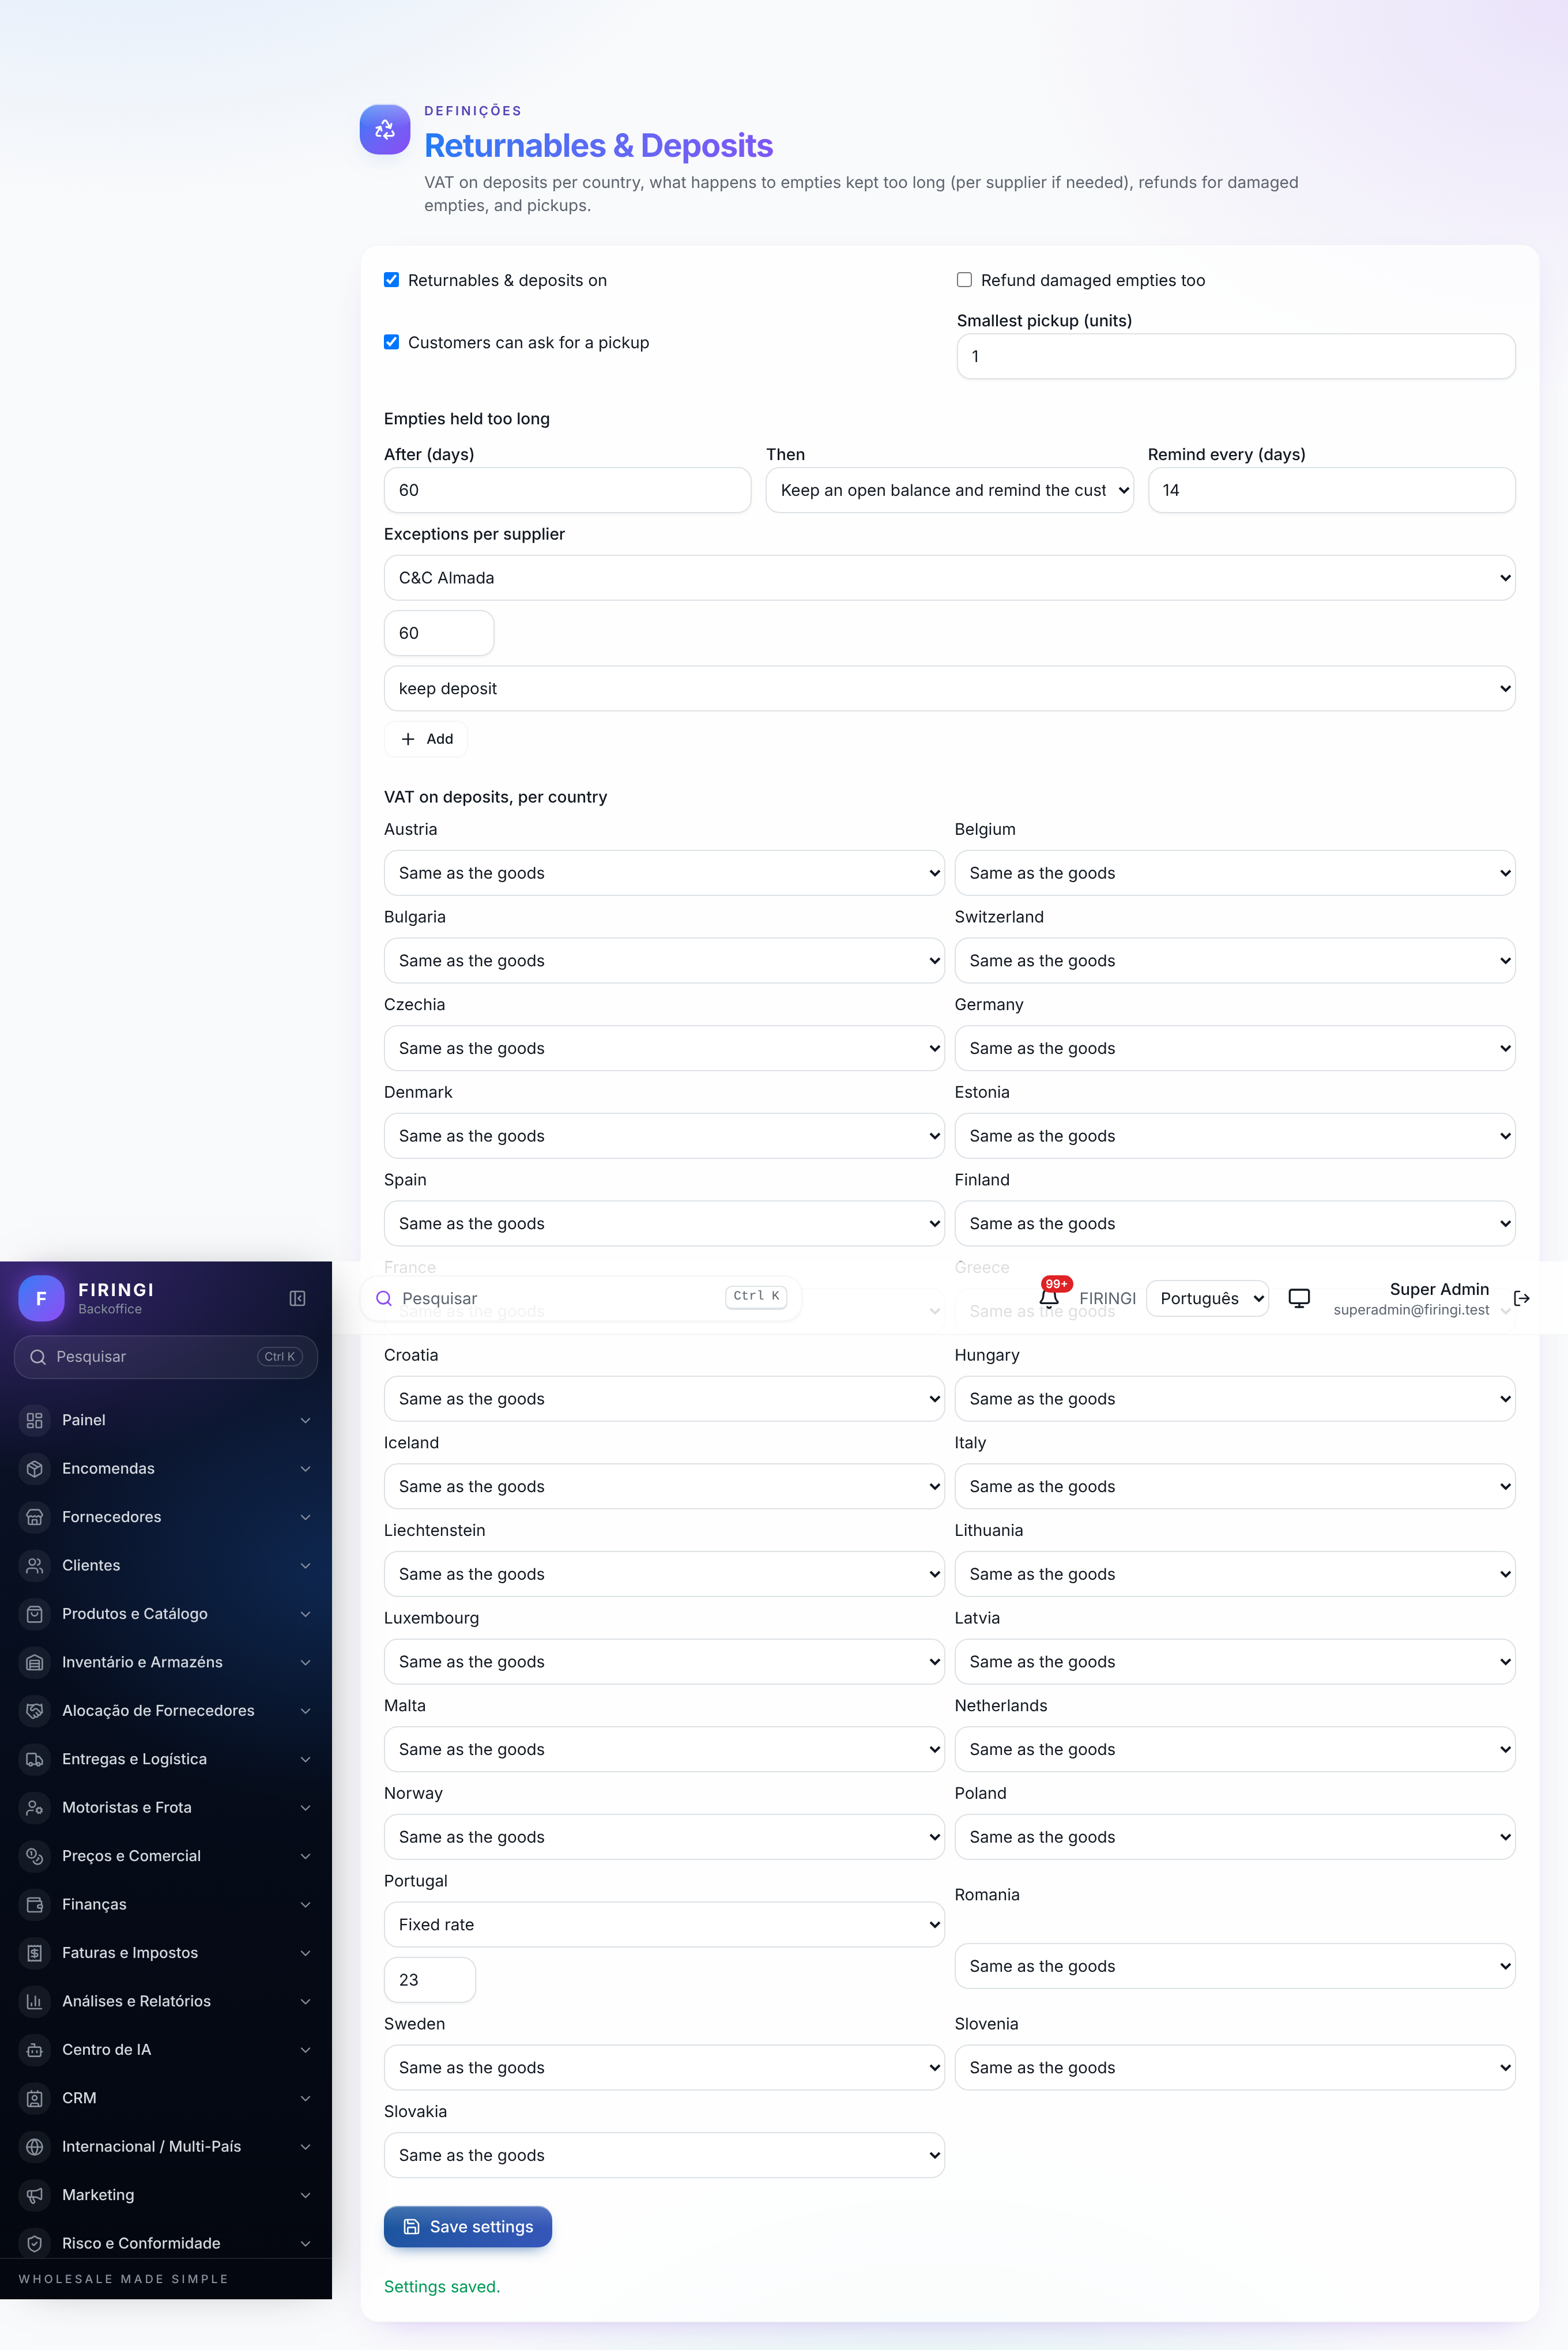 DEFINIÇÕES
Returnables & Deposits
VAT on deposits per country, what happens to empties kept too long (per supplier if needed), refunds for damaged
empties, and pickups.
Returnables & deposits on
Refund damaged empties too
Customers can ask for a pickup
Smallest pickup (units)
1
Empties held too long
After (days)
Then
Remind every (days)
60
Keep an open balance and remind the cust
14
Exceptions per supplier
C&C Almada
60
keep deposit
Add
VAT on deposits, per country
Austria
Belgium
Same as the goods
Same as the goods
Bulgaria
Switzerland
Same as the goods
Same as the goods
Czechia
Germany
Same as the goods
Same as the goods
Denmark
Estonia
Same as the goods
Same as the goods
Spain
Finland
Same as the goods
Same as the goods
France
Greece
Same as the goods
Same as the goods
F
FIRINGI
Backoffice
Pesquisar
Ctrl K
99+
FIRINGI
Português
Super Admin
superadmin@firingi.test
Pesquisar
Ctrl K
Painel
Encomendas
Fornecedores
Clientes
Produtos e Catálogo
Inventário e Armazéns
Alocação de Fornecedores
Entregas e Logística
Motoristas e Frota
Preços e Comercial
Finanças
Faturas e Impostos
Análises e Relatórios
Centro de IA
CRM
Internacional / Multi-País
Marketing
Risco e Conformidade
WHOLESALE MADE SIMPLE
Croatia
Hungary
Same as the goods
Same as the goods
Iceland
Italy
Same as the goods
Same as the goods
Liechtenstein
Lithuania
Same as the goods
Same as the goods
Luxembourg
Latvia
Same as the goods
Same as the goods
Malta
Netherlands
Same as the goods
Same as the goods
Norway
Poland
Same as the goods
Same as the goods
Portugal
Romania
Fixed rate
Same as the goods
23
Sweden
Slovenia
Same as the goods
Same as the goods
Slovakia
Same as the goods
Save settings
Settings saved.